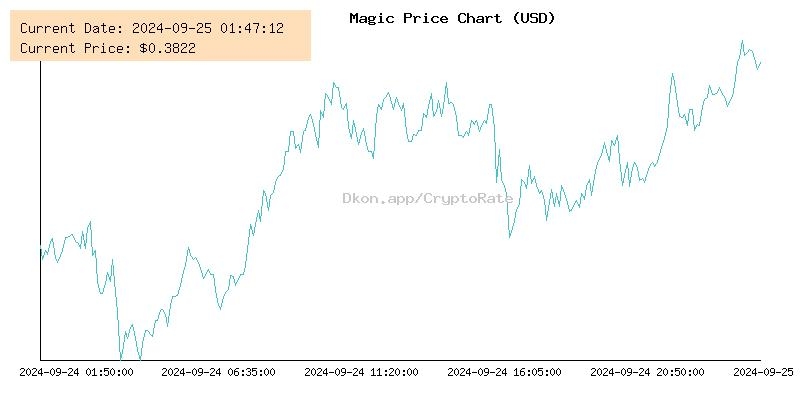 Magic Price Chart (USD)
Current Date: 2024-09-25 01:47:12
Current Price: $0.3822
Dkon.app/CryptoRate
2024-09-24 01:50:00 2024-09-24 06:35:00 2024-09-24 11:20:00 2024-09-24 16:05:00 2024-09-24 20:50:00 2024-09-25